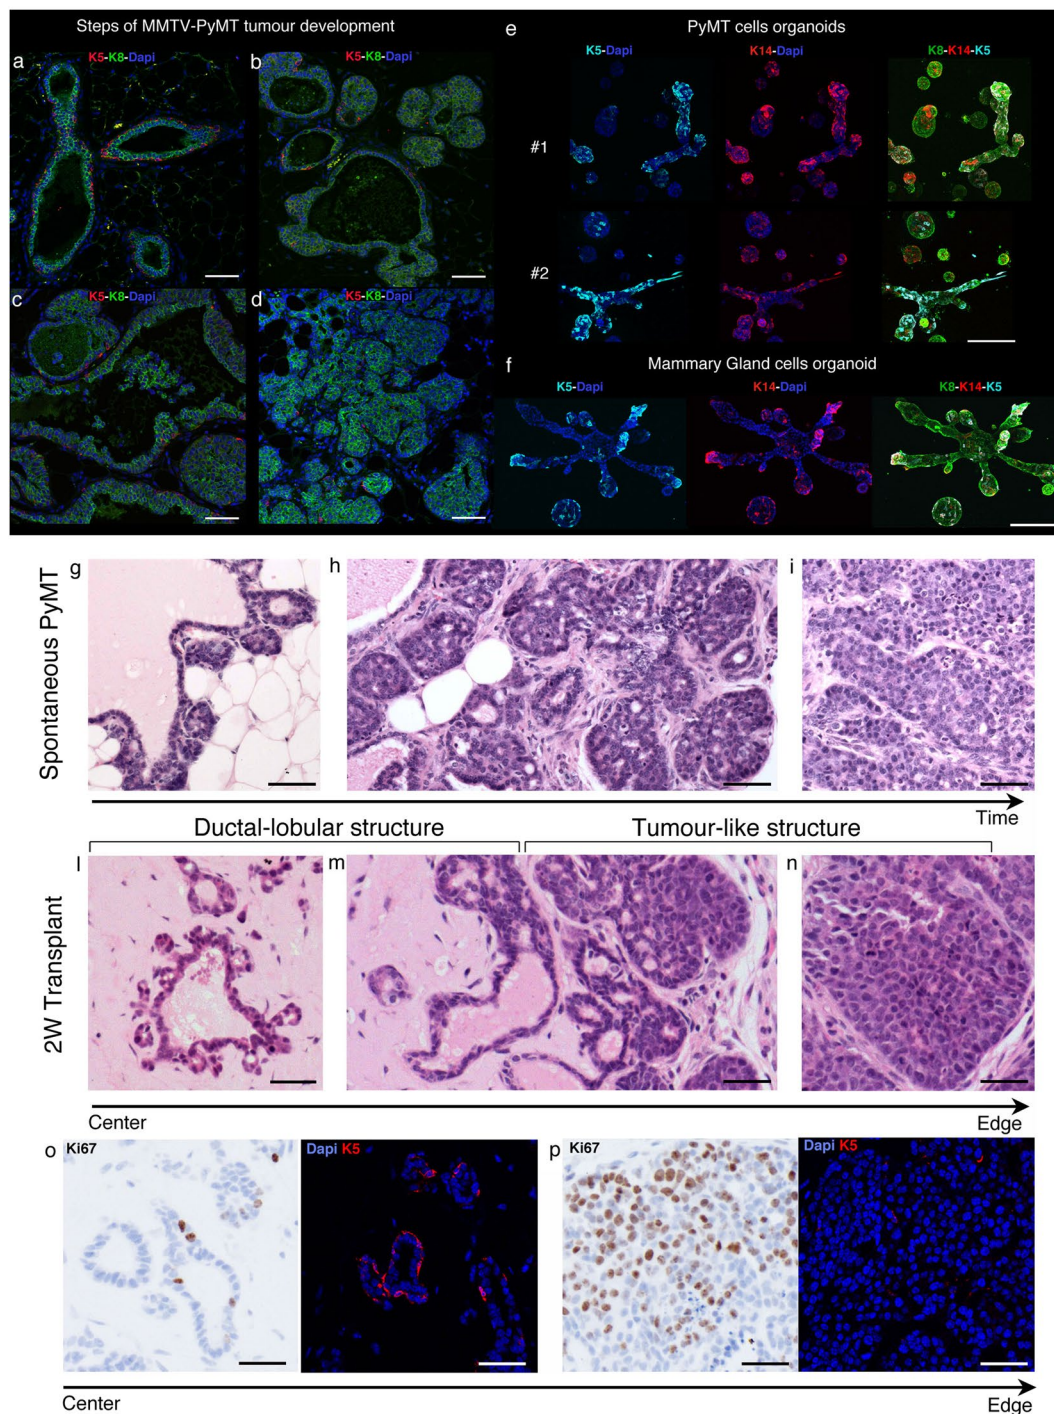 Steps of MMTV-PyMT tumour development
a
K5-K8-Dapi
b
K5-K8-Dapi
c
K5-K8-Dapi
d
K5-K8-Dapi
e
PyMT cells organoids
K5-Dapi
K14-Dapi
K8-K14-K5
#1
#2
f
Mammary Gland cells organoid
K5-Dapi
K14-Dapi
K8-K14-K5
Spontaneous PyMT
g
h
i
Time
Ductal-lobular structure
Tumour-like structure
2W Transplant
l
m
n
Center
Edge
o
Ki67
Dapi K5
p
Ki67
Dapi K5
Center
Edge